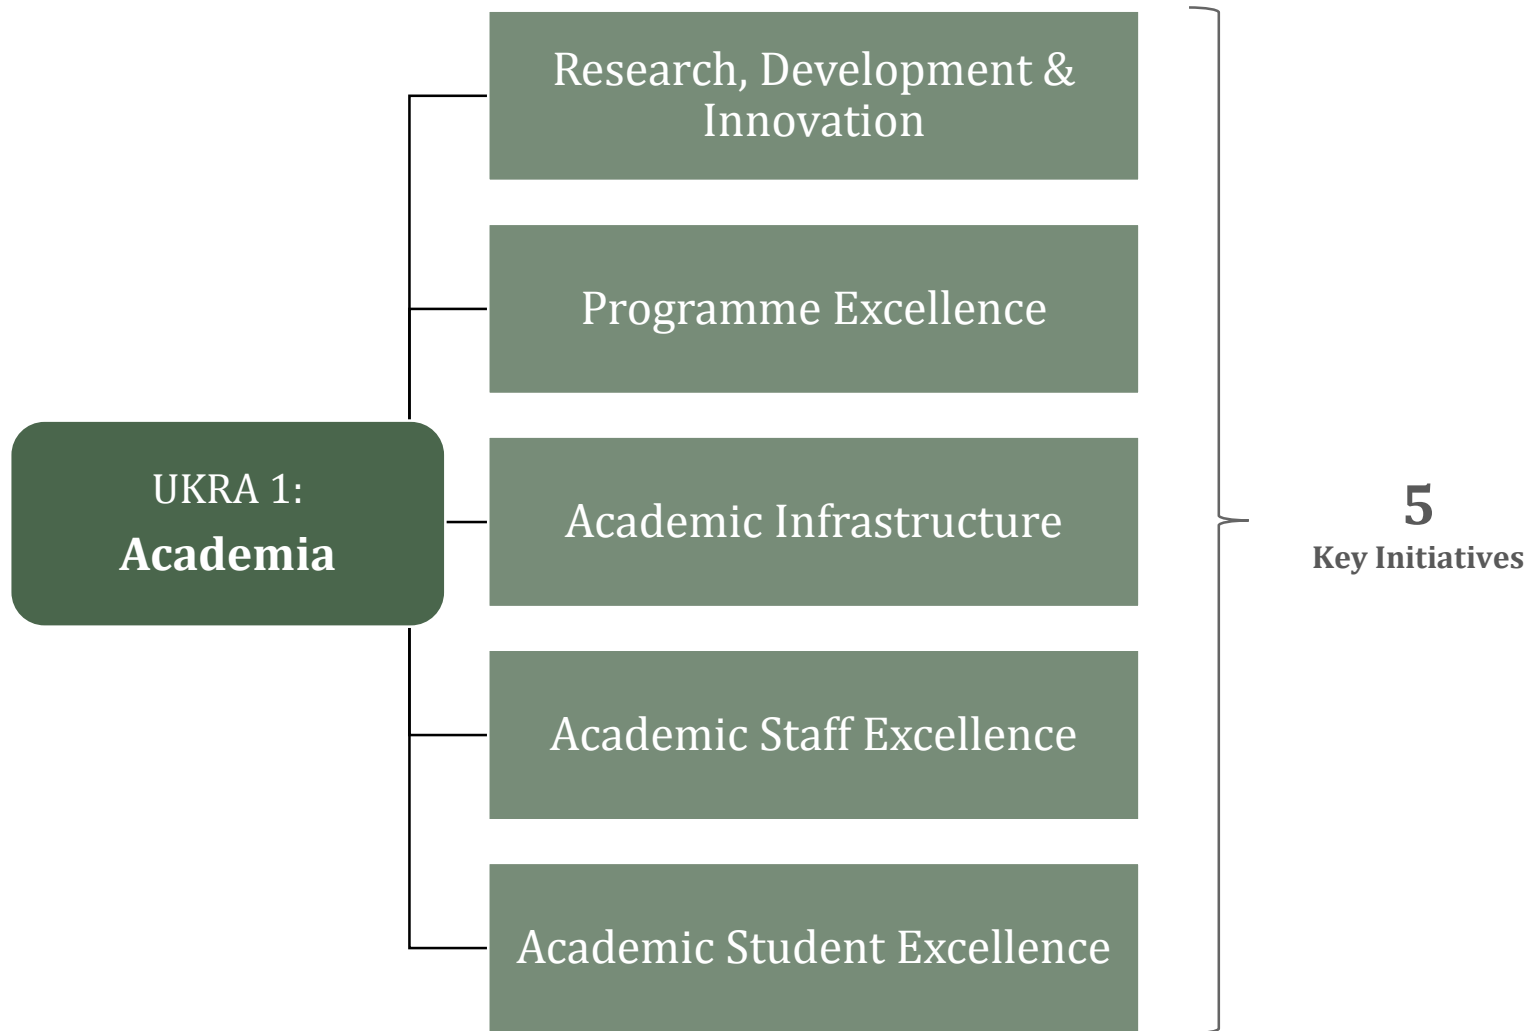 Research, Development &
Innovation
Programme Excellence
UKRA 1:
Academia
Academic Infrastructure
5
Key Initiatives
Academic Staff Excellence
Academic Student Excellence